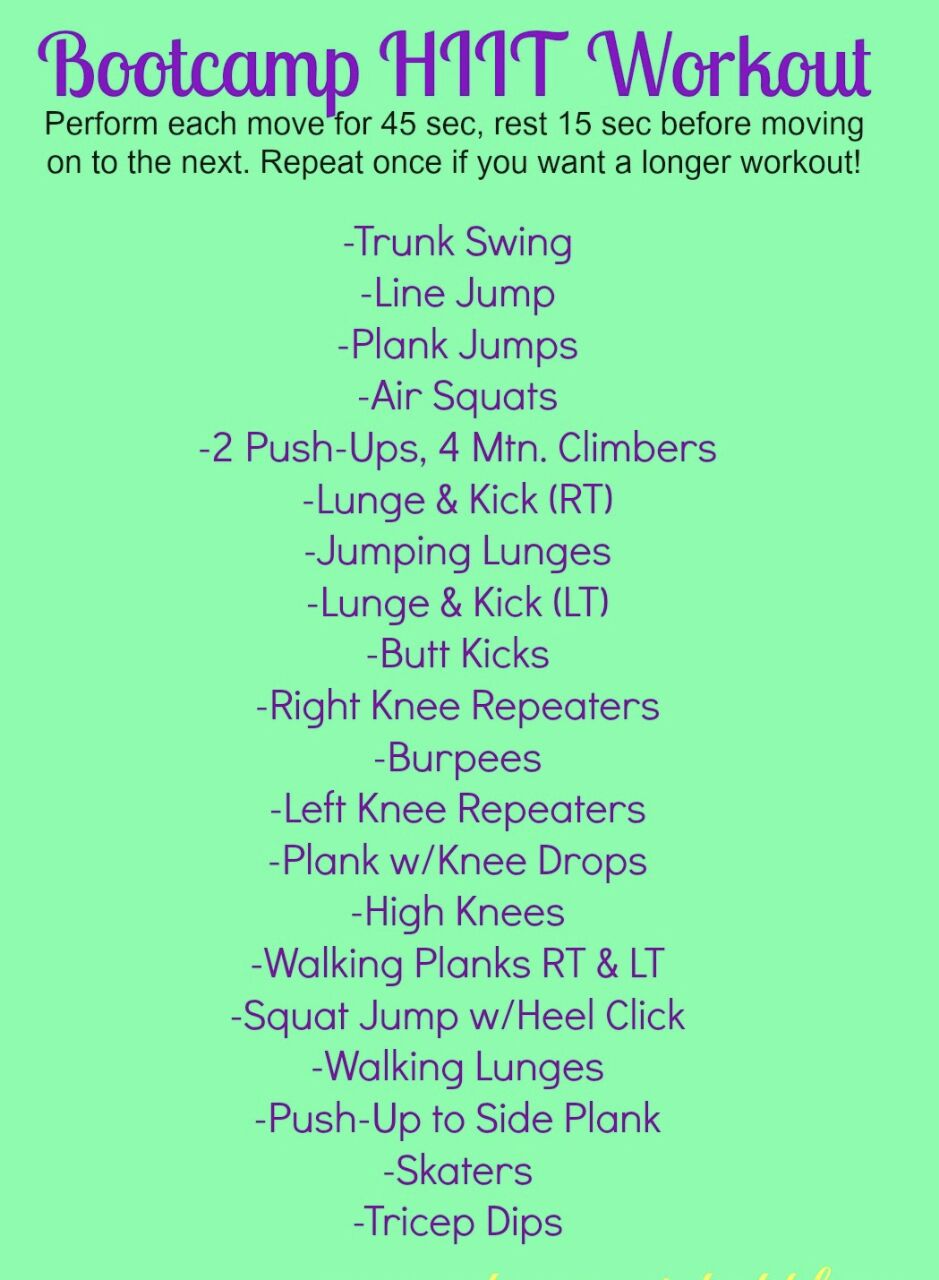 Bootcamp HIIT Workout
Perform each move for 45 sec, rest 15 sec before moving
on to the next. Repeat once if you want a longer workout!
-Trunk Swing
-Line Jump
-Plank Jumps
-Air Squats
-2 Push-Ups, 4 Mtn. Climbers
-Lunge & Kick (RT)
-Jumping Lunges
-Lunge & Kick (LT)
-Butt Kicks
-Right Knee Repeaters
-Burpees
-Left Knee Repeaters
-Plank w/Knee Drops
-High Knees
-Walking Planks RT & LT
-Squat Jump w/Heel Click
-Walking Lunges
-Push-Up to Side Plank
-Skaters
-Tricep Dips